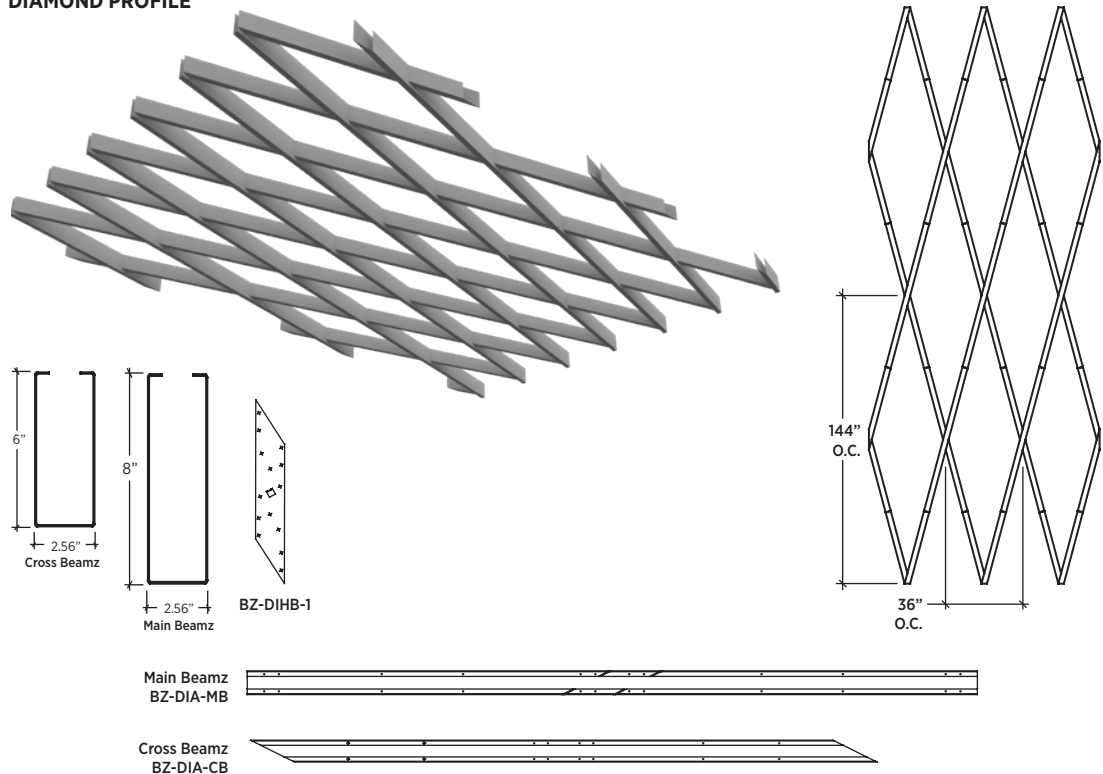 DIAMOND PROFILE
144”
O.C.
36”
O.C.
6”
2.56”
Cross Beamz
8”
2.56”
Main Beamz
BZ-DIHB-1
Main Beamz
BZ-DIA-MB
Cross Beamz
BZ-DIA-CB